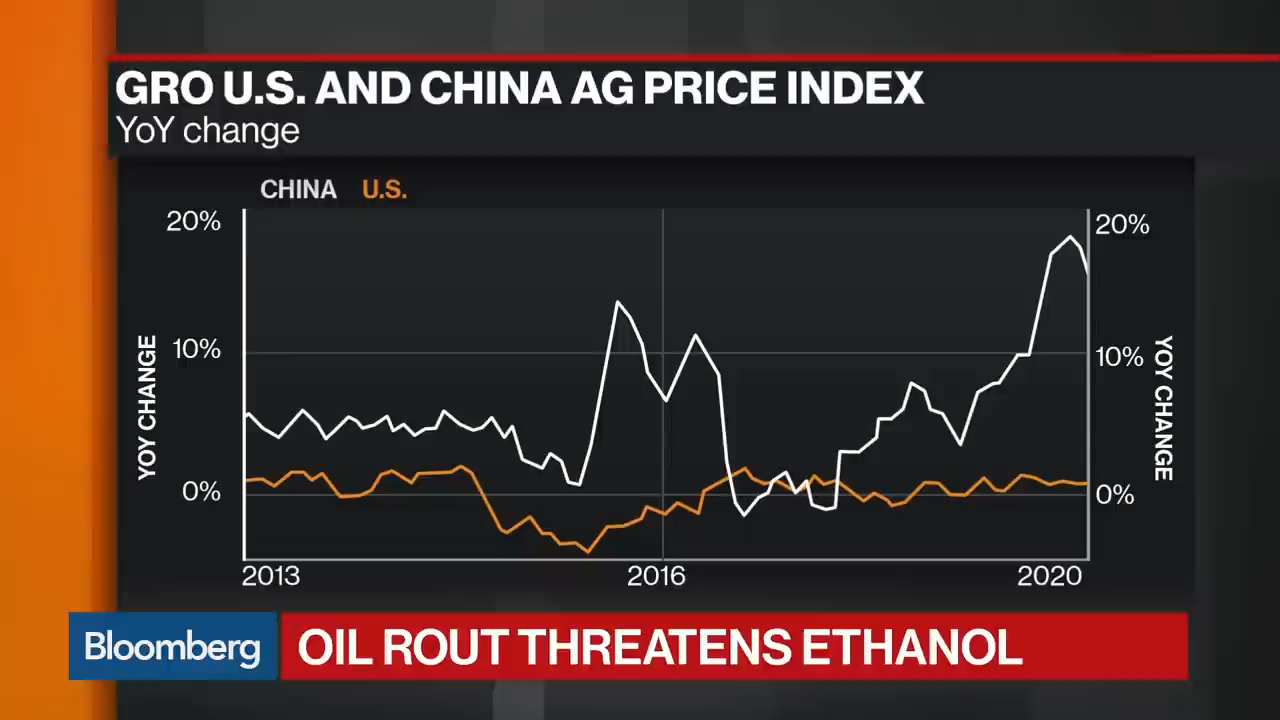 GRO U.S. AND CHINA AG PRICE INDEX
YoY change
CHINA U.S.
20% 20%
YOY CHANGE
10% 10%
YOY CHANGE
0% 0%
2013 2016 2020
Bloomberg OIL ROUT THREATENS ETHANOL